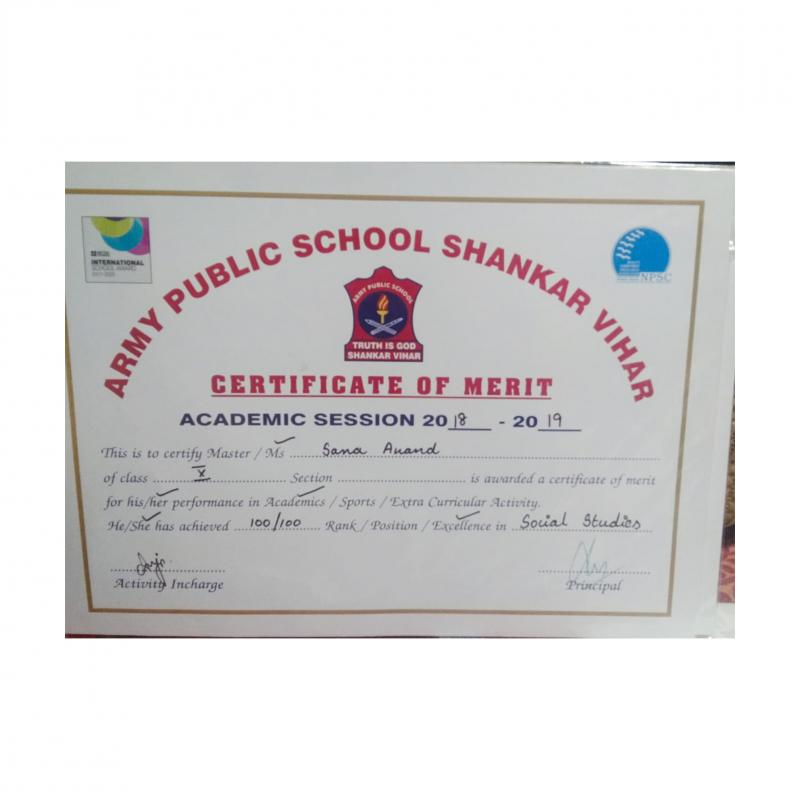 ARMY PUBLIC SCHOOL SHANKAR VIHAR
INTERNATIONAL
SCHOOL AWARD
NPSC
ARMY PUBLIC SCHOOL
TRUTH IS GOD
SHANKAR VIHAR
CERTIFICATE OF MERIT
ACADEMIC SESSION 2018 - 2019
This is to certify Master / Ms Sana Anand
of class X Section is awarded a certificate of merit
for his/her performance in Academics / Sports / Extra Curricular Activity.
He/She has achieved 100/100 Rank / Position / Excellence in Social Studies
Activity Incharge
Principal